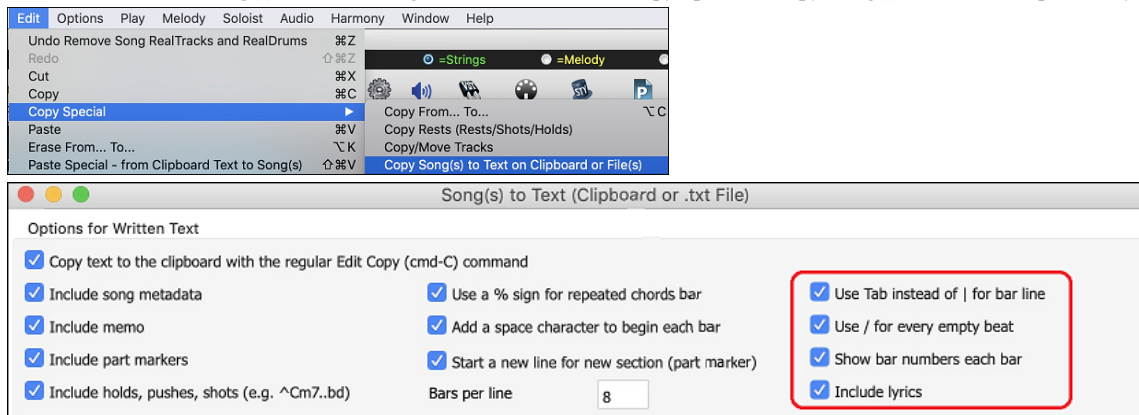 Edit Options Play Melody Soloist Audio Harmony Window Help
Undo Remove Song RealTracks and RealDrums ⌘Z
Redo ⇧⌘Z
=Strings =Melody
Cut ⌘X
Copy ⌘C
Copy Special ▶
Copy From... To... ⌥C
Paste ⌘V
Copy Rests (Rests/Shots/Holds)
Erase From... To... ⌥K
Copy/Move Tracks
Paste Special - from Clipboard Text to Song(s) ⇧⌘V
Copy Song(s) to Text on Clipboard or File(s)
Song(s) to Text (Clipboard or .txt File)
Options for Written Text
Copy text to the clipboard with the regular Edit Copy (cmd-C) command
Include song metadata Use a % sign for repeated chords bar Use Tab instead of | for bar line
Include memo Add a space character to begin each bar Use / for every empty beat
Include part markers Start a new line for new section (part marker) Show bar numbers each bar
Include holds, pushes, shots (e.g. ^Cm7..bd) Bars per line 8 Include lyrics